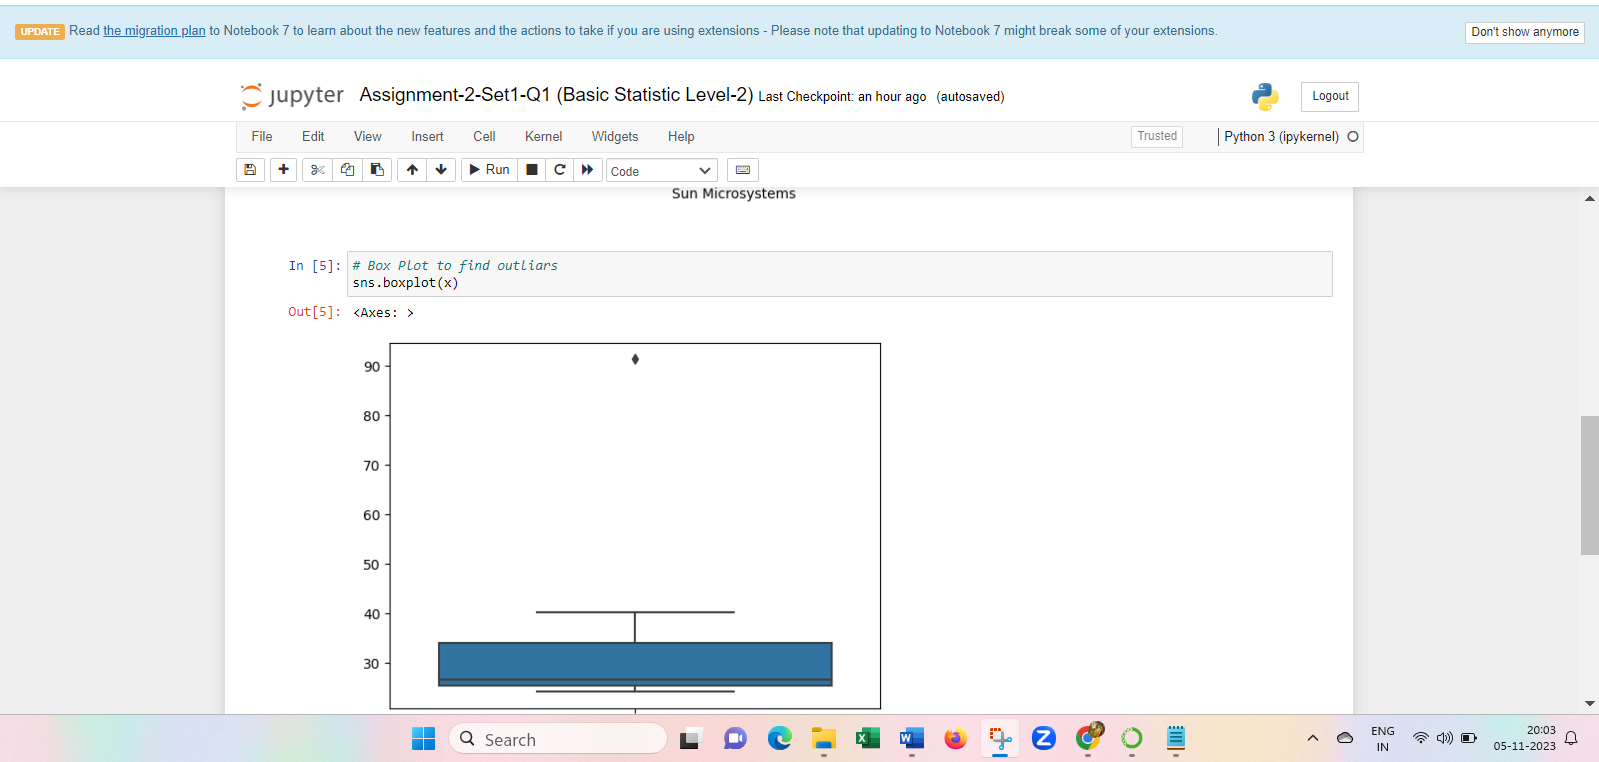 UPDATE Read the migration plan to Notebook 7 to learn about the new features and the actions to take if you are using extensions - Please note that updating to Notebook 7 might break some of your extensions. Don't show anymore
jupyter Assignment-2-Set1-Q1 (Basic Statistic Level-2) Last Checkpoint: an hour ago (autosaved) Logout
File Edit View Insert Cell Kernel Widgets Help Trusted Python 3 (ipykernel)
Run Code
Sun Microsystems
In [5]: # Box Plot to find outliars
sns.boxplot(x)
Out[5]: <Axes: >
90
80
70
60
50
40
30
Search
ENG
IN
20:03
05-11-2023